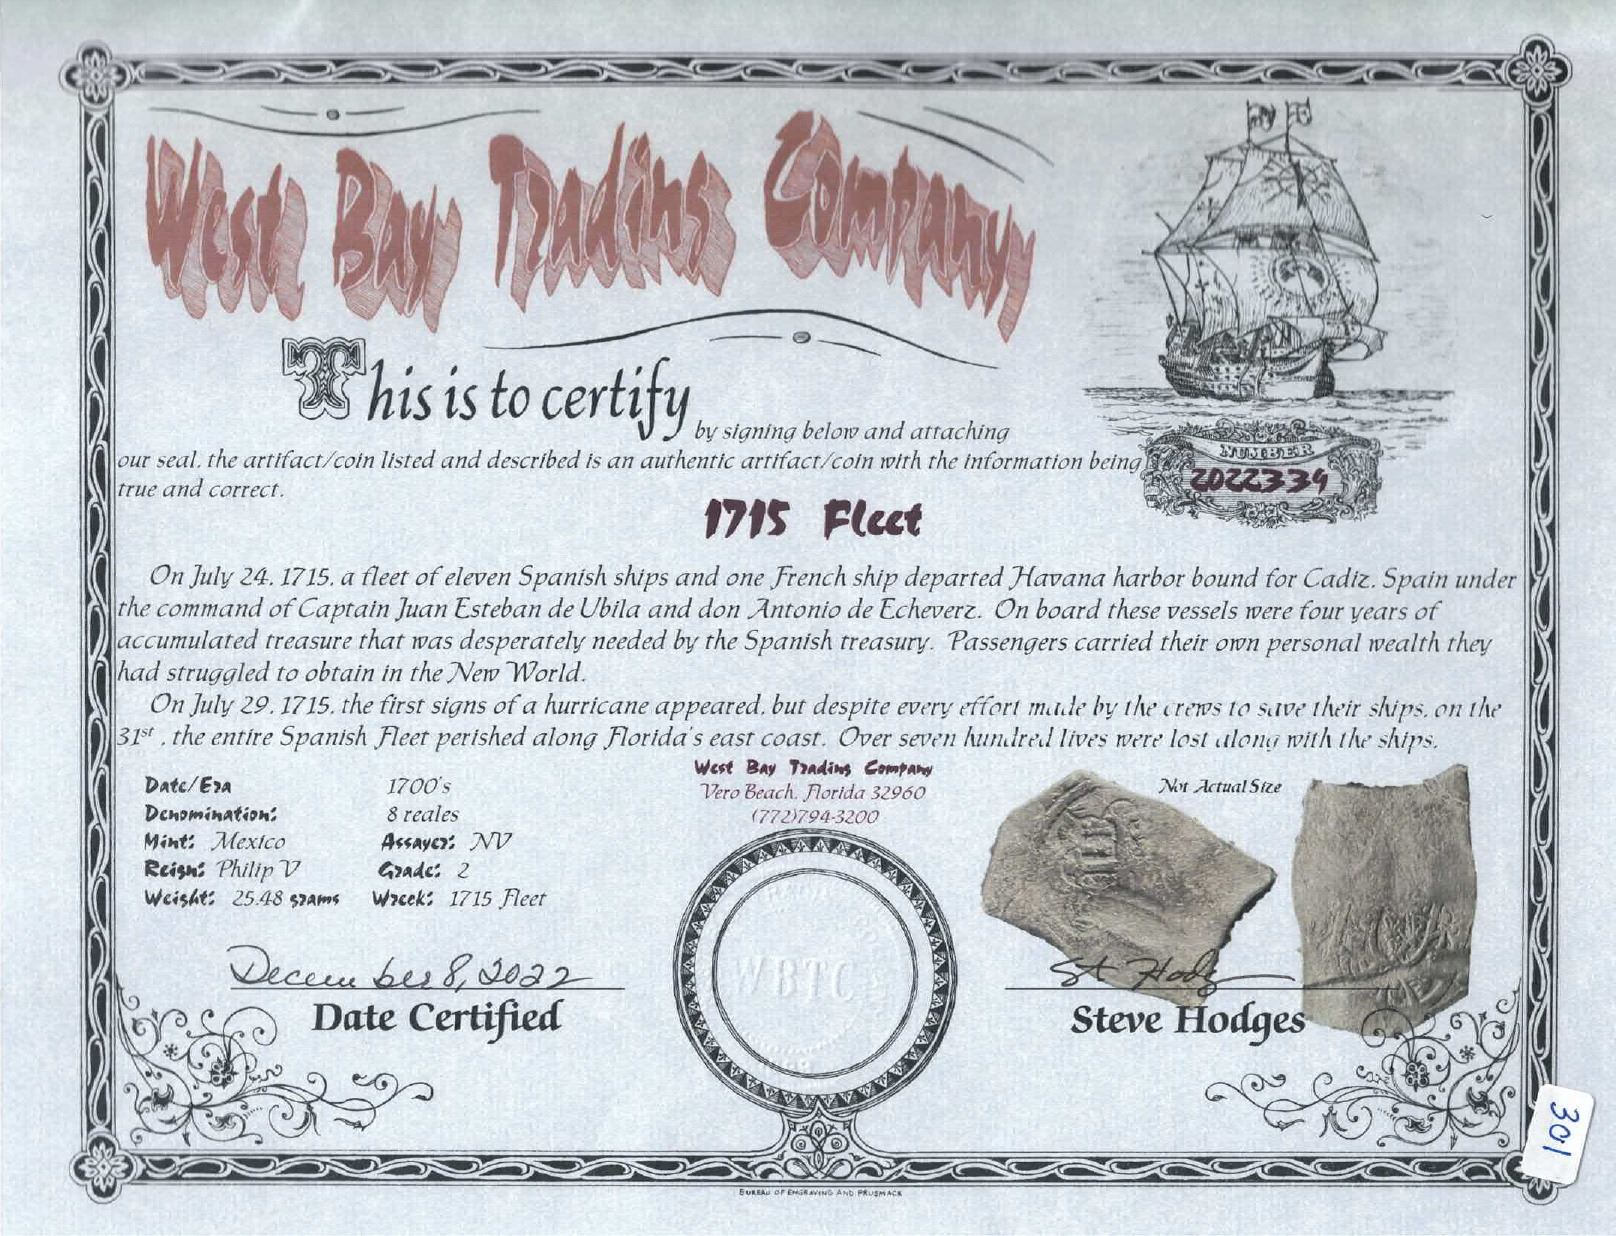 West Bay Trading Company
This is to certify
by signing below and attaching
our seal, the artifact/coin listed and described is an authentic artifact/coin with the information being
true and correct.
NUMBER
2022334
1715 Fleet
On July 24, 1715, a fleet of eleven Spanish ships and one French ship departed Havana harbor bound for Cadiz, Spain under
the command of Captain Juan Esteban de Ubila and don Antonio de Echeverz. On board these vessels were four years of
accumulated treasure that was desperately needed by the Spanish treasury. Passengers carried their own personal wealth they
had struggled to obtain in the New World.
On July 29, 1715, the first signs of a hurricane appeared, but despite every effort made by the crews to save their ships, on the
31st, the entire Spanish Fleet perished along Florida's east coast. Over seven hundred lives were lost along with the ships.
West Bay Trading Company
Vero Beach, Florida 32960
(772)794-3200
Date/Era 1700's
Denomination: 8 reales
Mint: Mexico Assayer: NV
Reign: Philip V Grade: 2
Weight: 25.48 grams Wreck: 1715 Fleet
Not Actual Size
December 8, 2022
Date Certified
WBTC
St Hodg
Steve Hodges
301
BUREAU OF ENGRAVING AND PRUSMACK